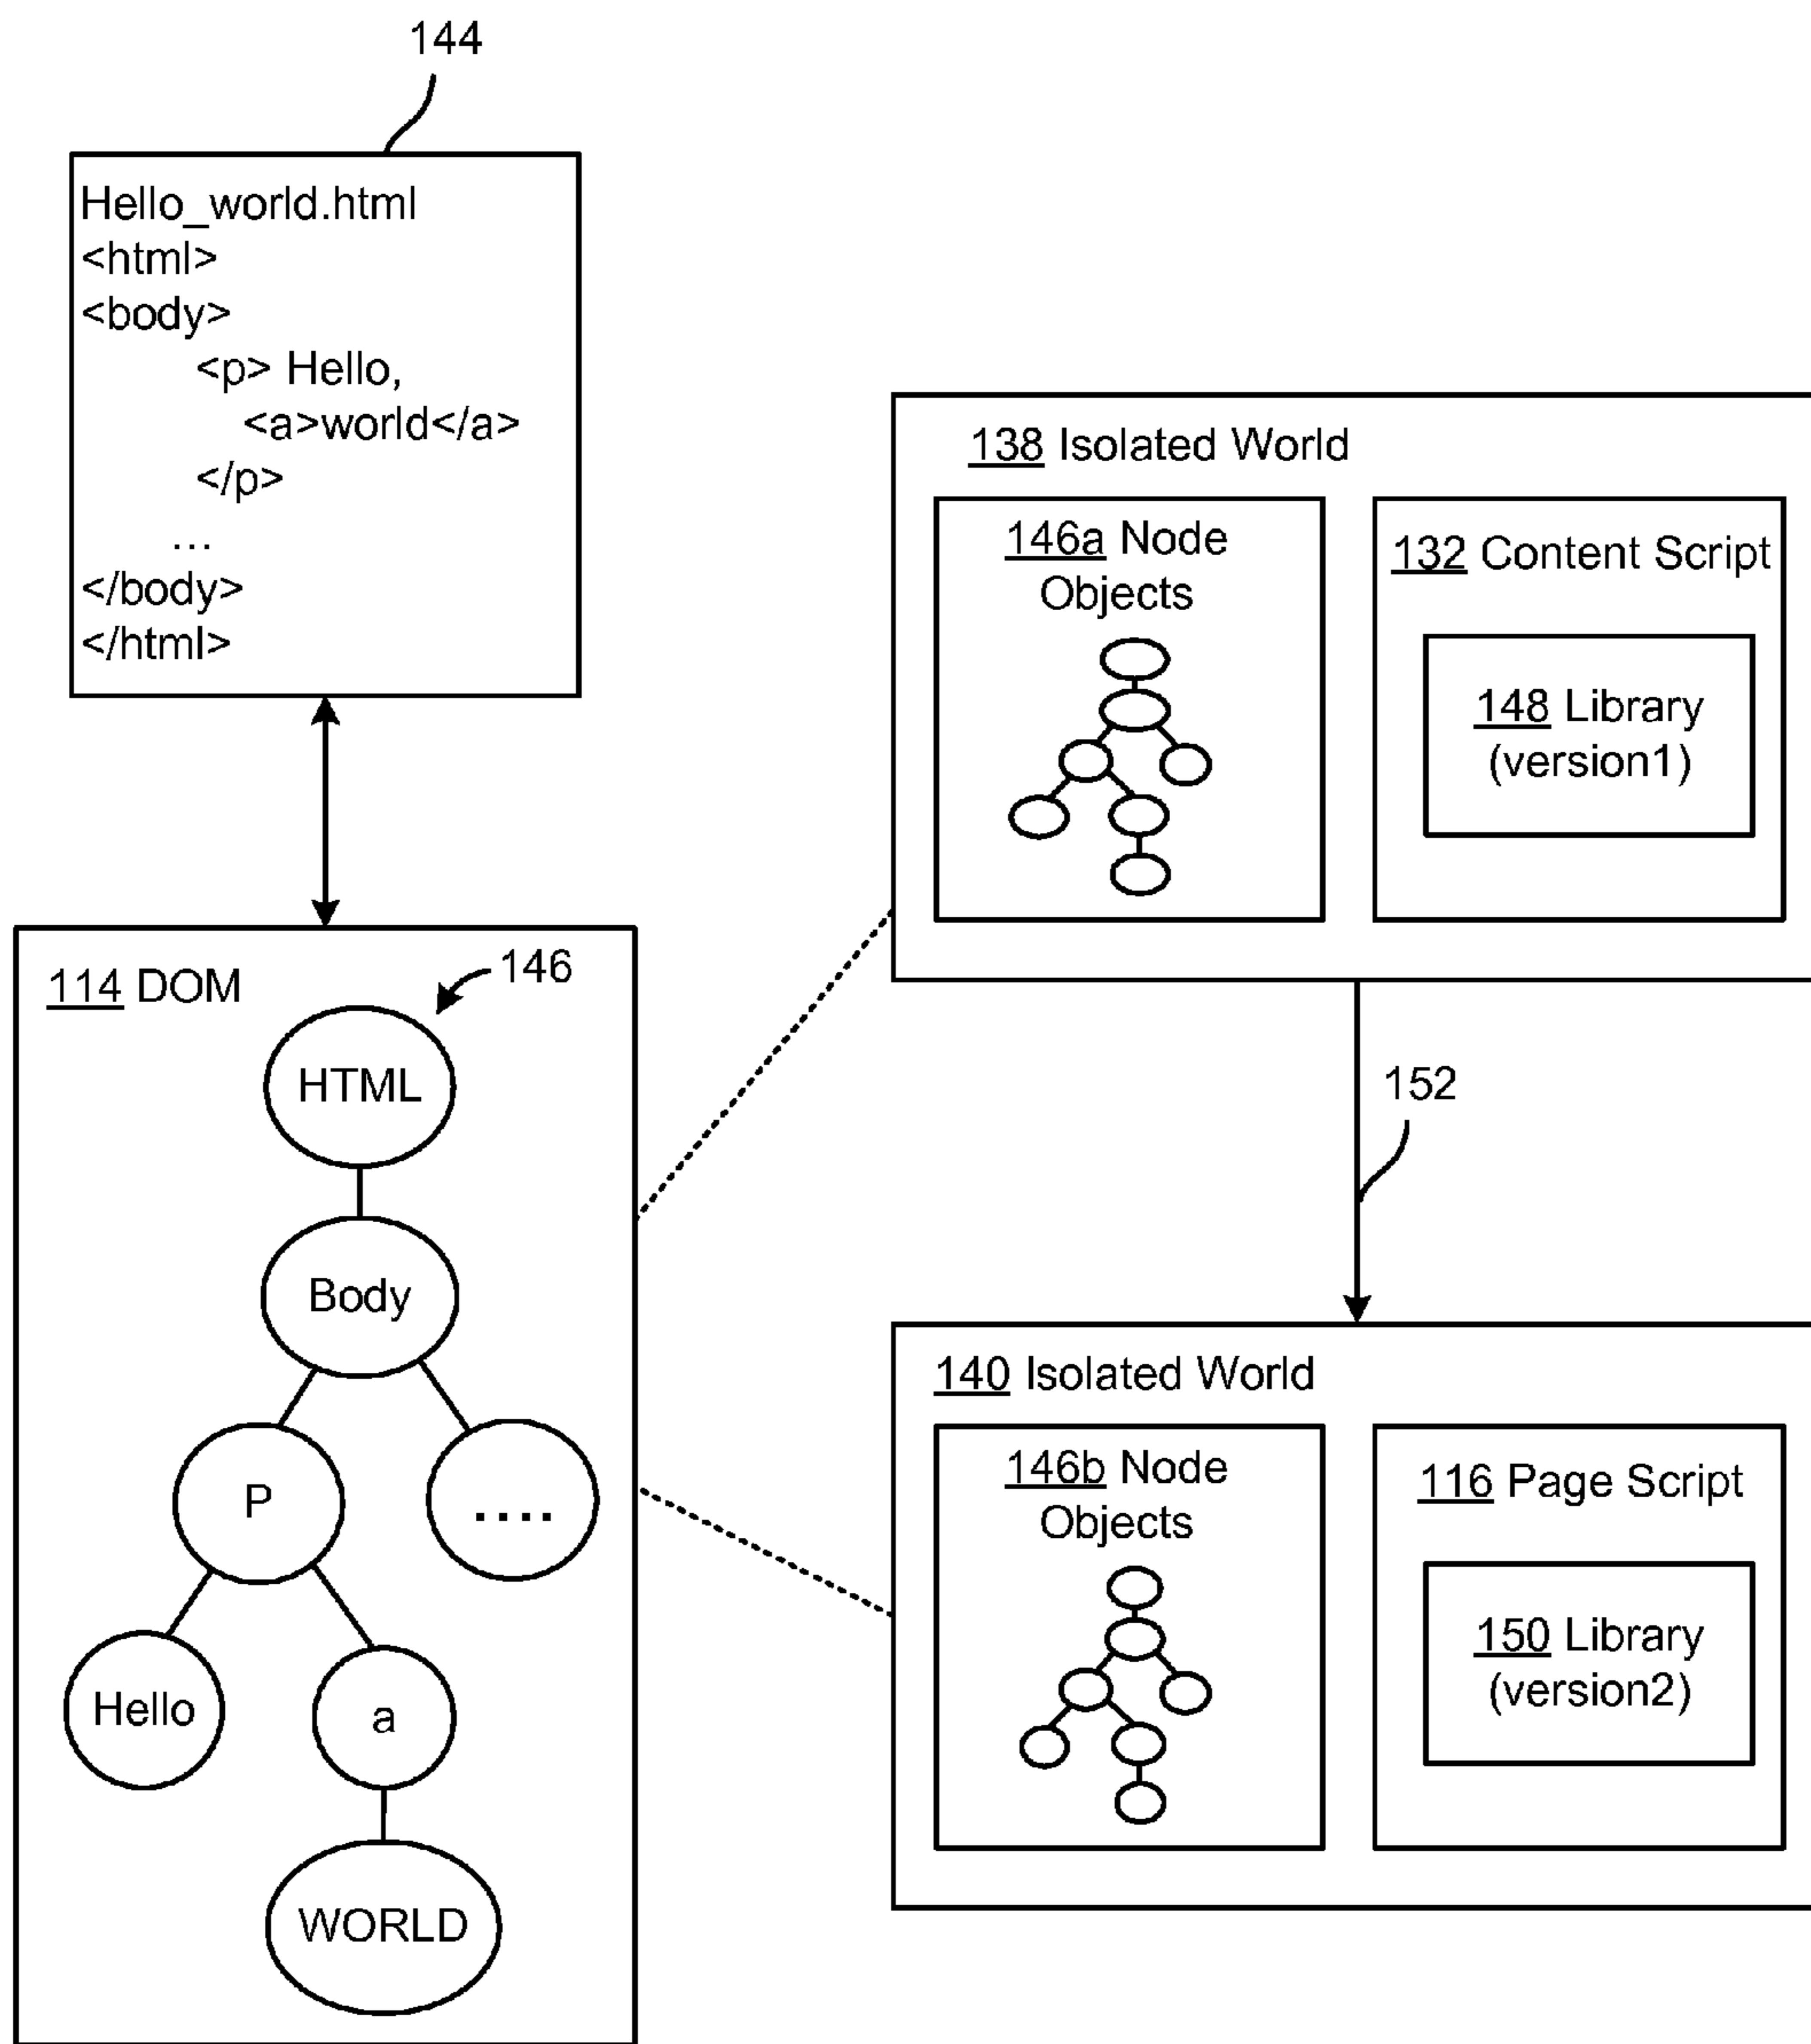 144
Hello_world.html
<html>
<body>
<p> Hello,
<a>world</a>
</p>
...
</body>
</html>
114 DOM
146
HTML
Body
P
....
Hello
a
WORLD
138 Isolated World
146a Node
Objects
132 Content Script
148 Library
(version1)
152
140 Isolated World
146b Node
Objects
116 Page Script
150 Library
(version2)